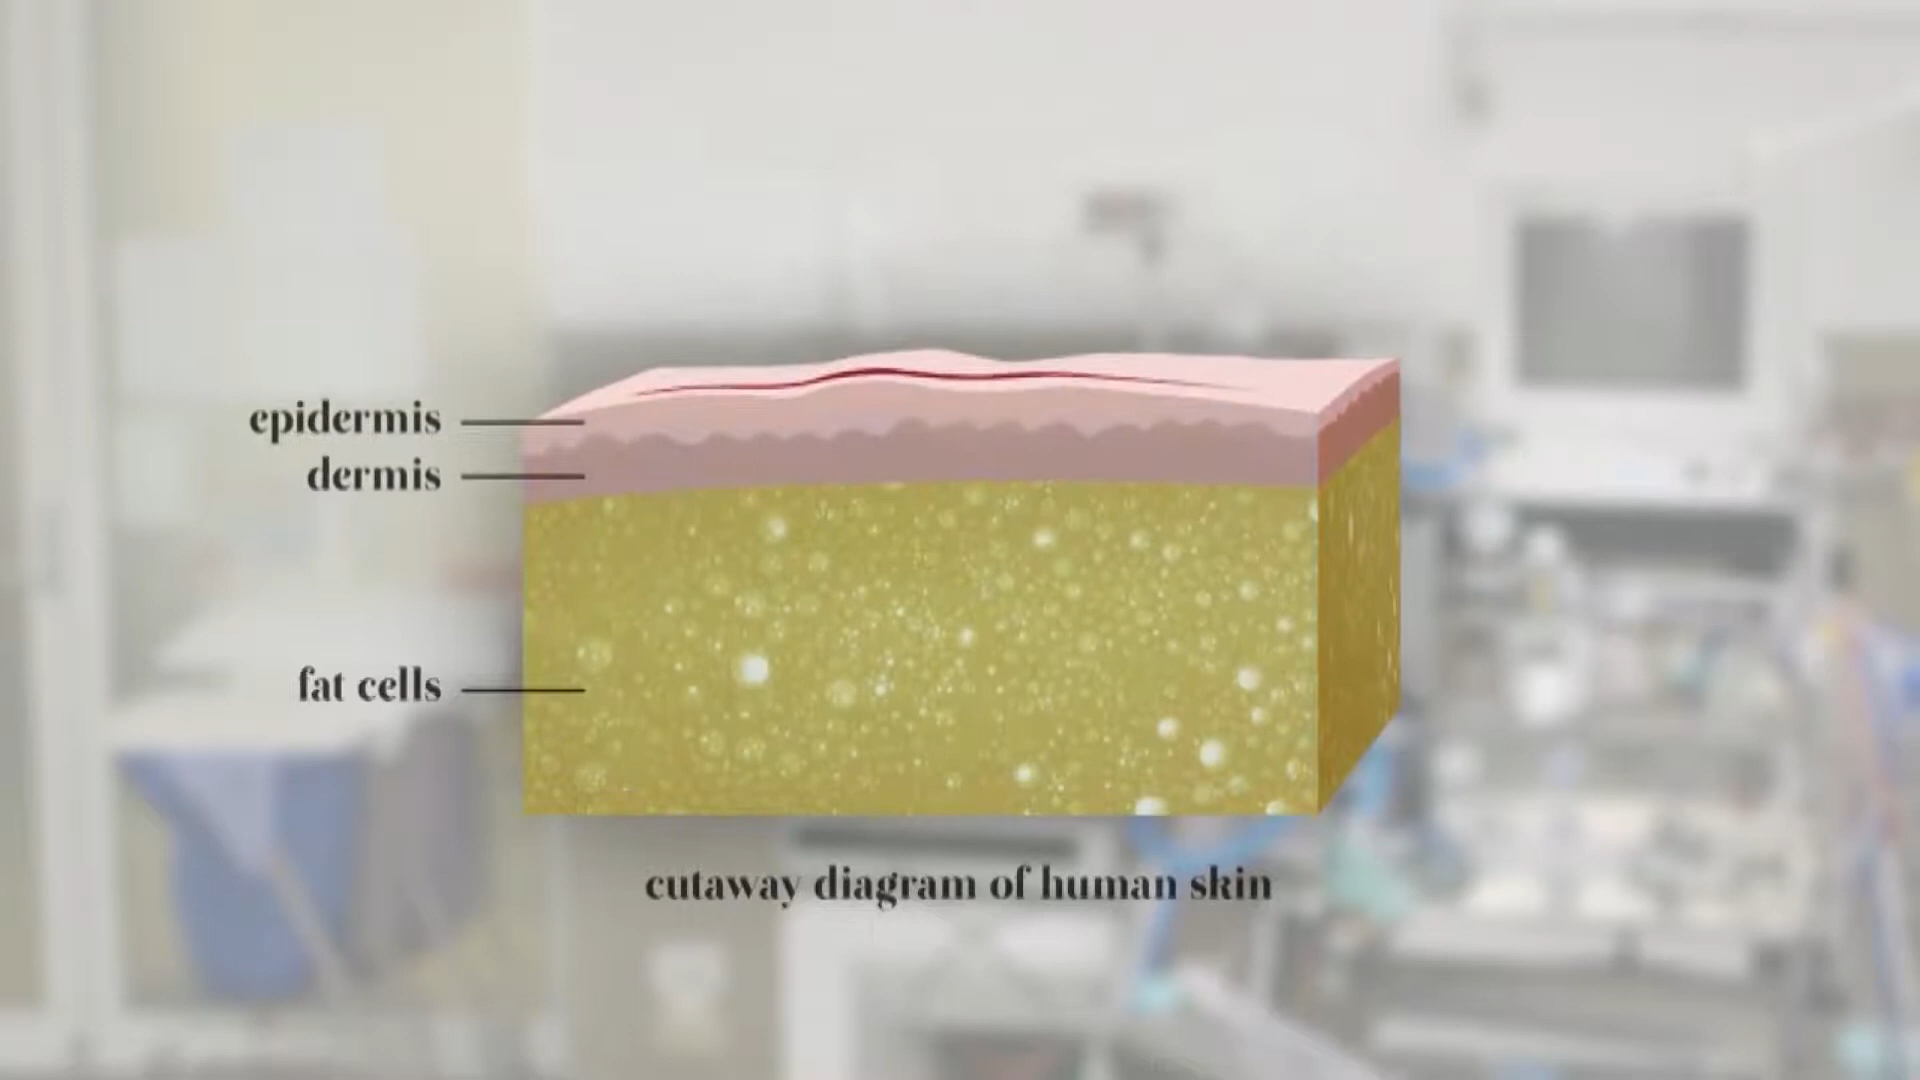 epidermis
dermis
fat cells
cutaway diagram of human skin